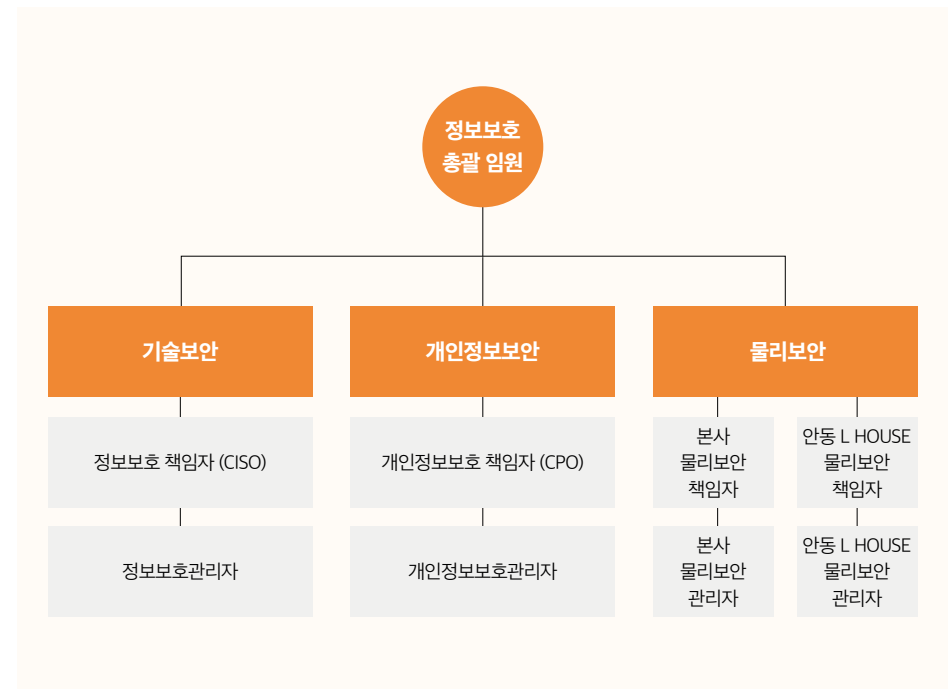 정보보호
총괄 임원
기술보안
개인정보보안
물리보안
정보보호 책임자 (CISO)
개인정보보호 책임자 (CPO)
본사
물리보안
책임자
안동 L HOUSE
물리보안
책임자
정보보호관리자
개인정보보호관리자
본사
물리보안
관리자
안동 L HOUSE
물리보안
관리자